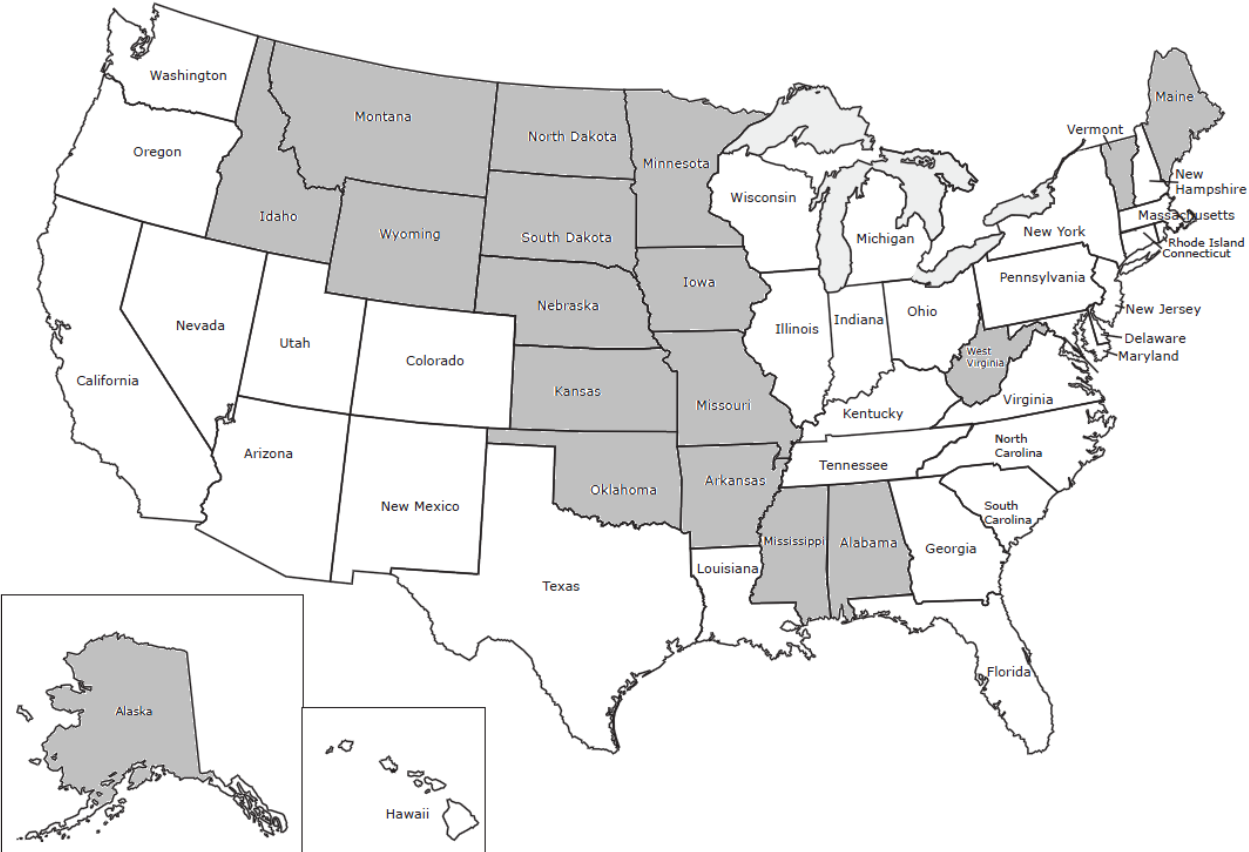 Washington
Montana
North Dakota
Minnesota
Maine
Vermont
Oregon
Idaho
Wyoming
South Dakota
Wisconsin
Michigan
New York
New
Hampshire
Massachusetts
Rhode Island
Connecticut
Nevada
Utah
Colorado
Nebraska
Iowa
Illinois
Indiana
Ohio
Pennsylvania
New Jersey
Delaware
Maryland
West
Virginia
California
Kansas
Missouri
Kentucky
Virginia
Arizona
New Mexico
Oklahoma
Arkansas
Tennessee
North
Carolina
South
Carolina
Texas
Louisiana
Mississippi
Alabama
Georgia
Florida
Alaska
Hawaii